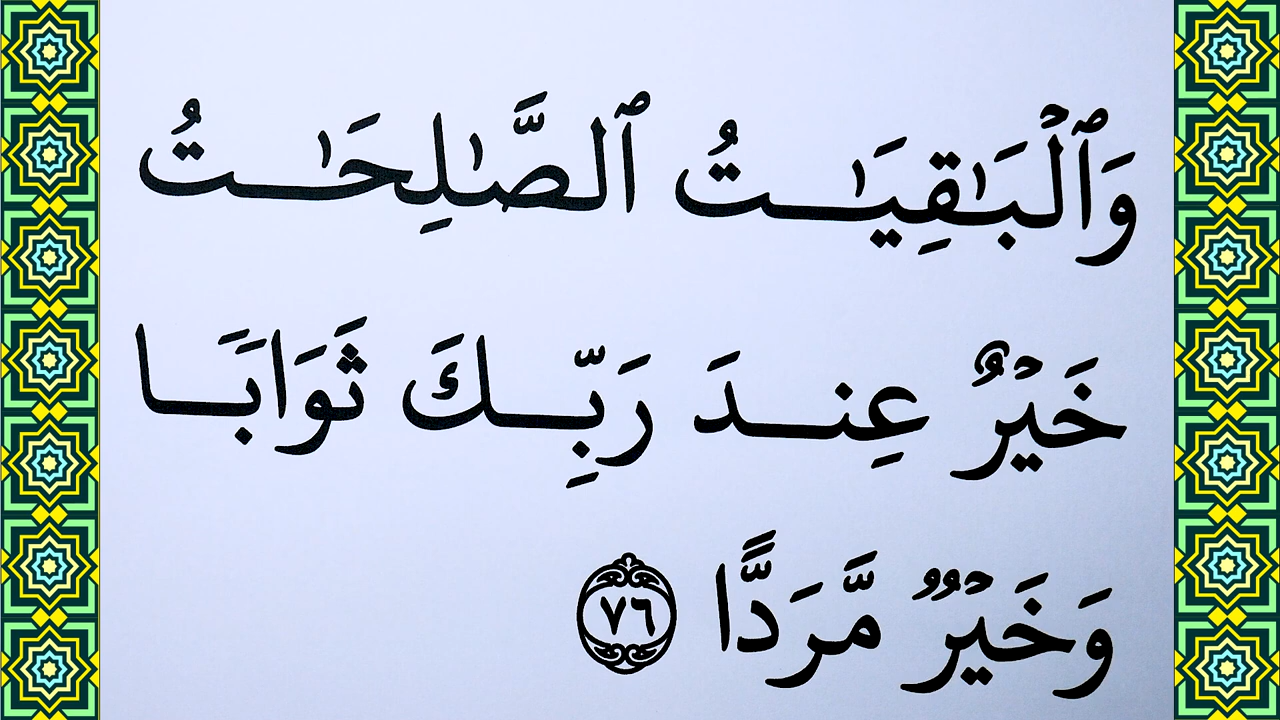 وَٱلْبَٰقِيَٰتُ ٱلصَّٰلِحَٰتُ
خَيْرٌ عِندَ رَبِّكَ ثَوَابًا
وَخَيْرٌ مَّرَدًّا ٧٦